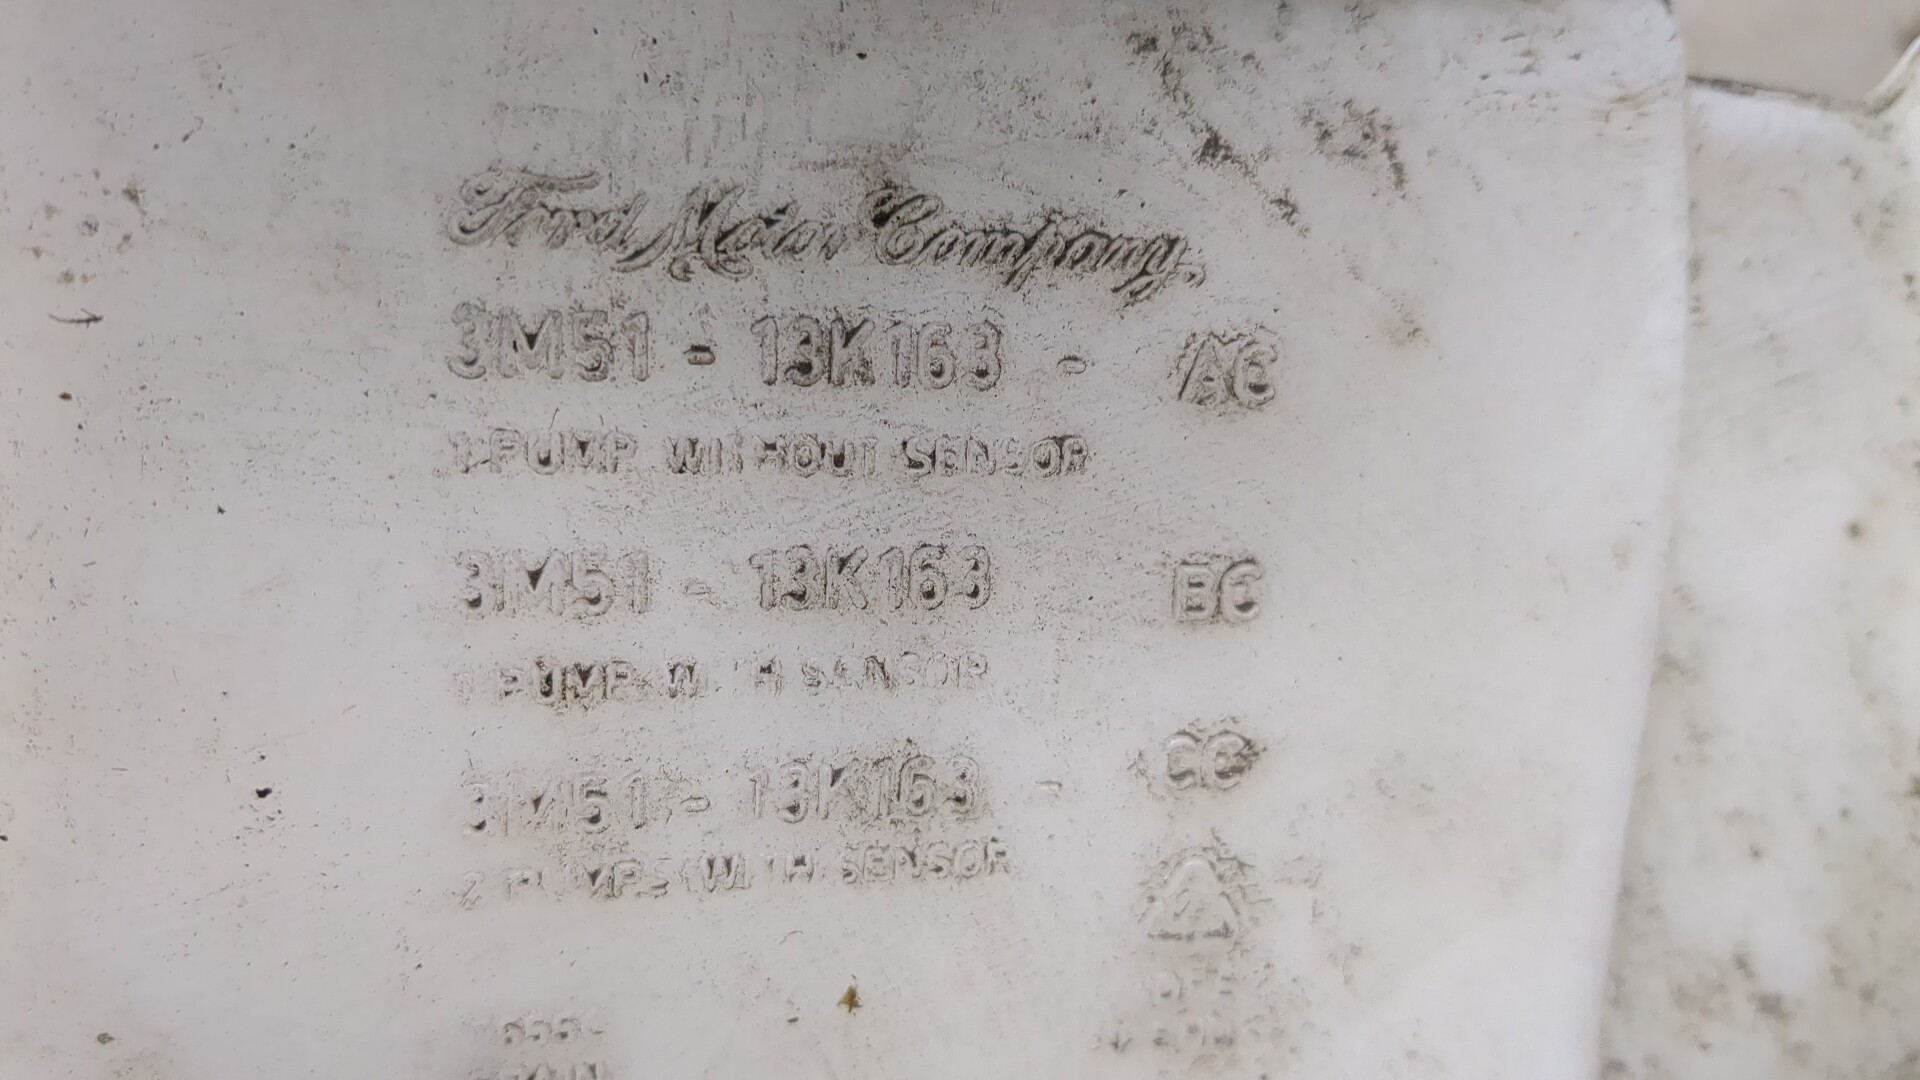 Ford Motor Company
3M51 - 13K163 - AC
1 PUMP WITHOUT SENSOR
3M51 - 13K163 BC
1 PUMP WITH SENSOR
3M51 - 13K163 - CC
2 PUMPS WITH SENSOR